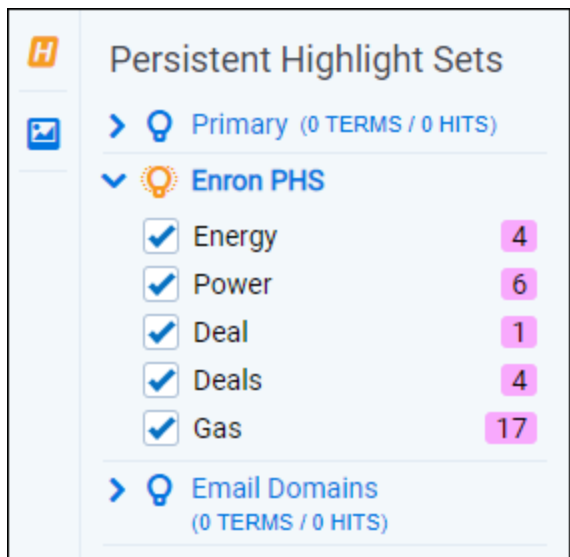 H
Persistent Highlight Sets
Primary (0 TERMS / 0 HITS)
Enron PHS
Energy 4
Power 6
Deal 1
Deals 4
Gas 17
Email Domains
(0 TERMS / 0 HITS)